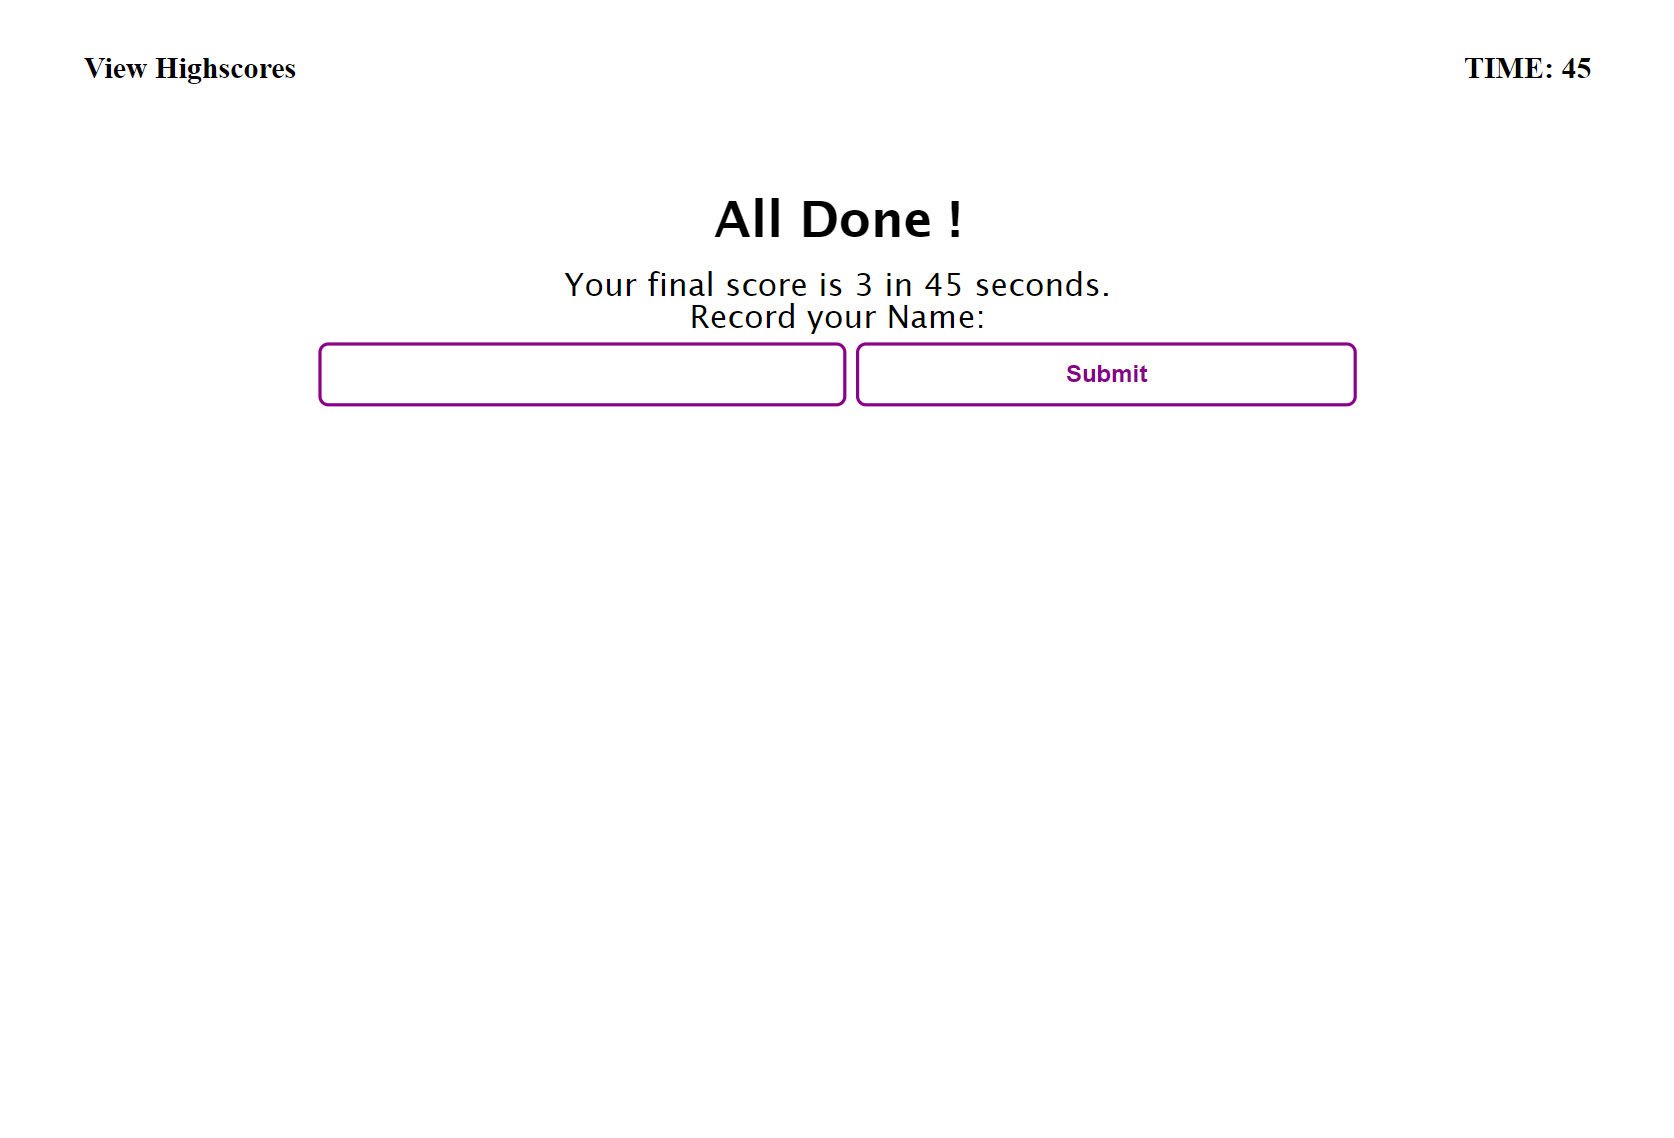 View Highscores
TIME: 45
All Done !
Your final score is 3 in 45 seconds.
Record your Name:
Submit